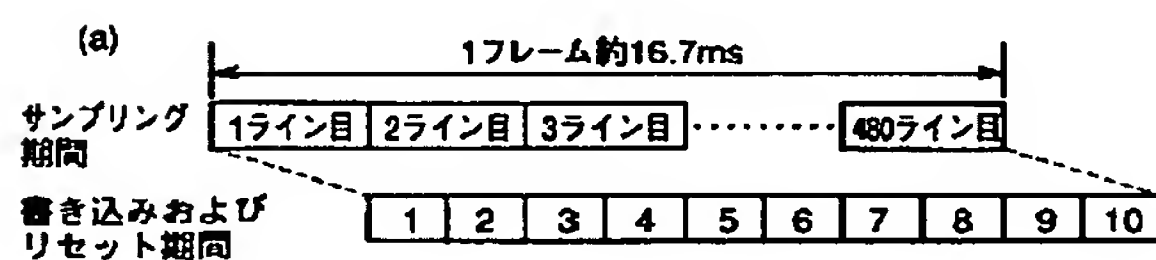 (a)
1フレーム約16.7ms
サンプリング
期間
1ライン目 2ライン目 3ライン目 ········· 480ライン目
書き込みおよび
リセット期間
1 2 3 4 5 6 7 8 9 10